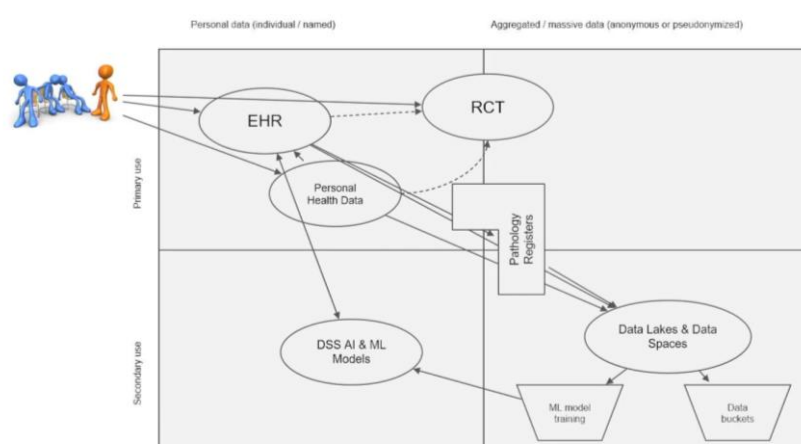 Personal data (individual / named)
Aggregated / massive data (anonymous or pseudonymized)
Primary use
EHR
RCT
Personal
Health Data
Pathology
Registers
Secondary use
DSS AI & ML
Models
Data Lakes & Data
Spaces
ML model
training
Data
buckets